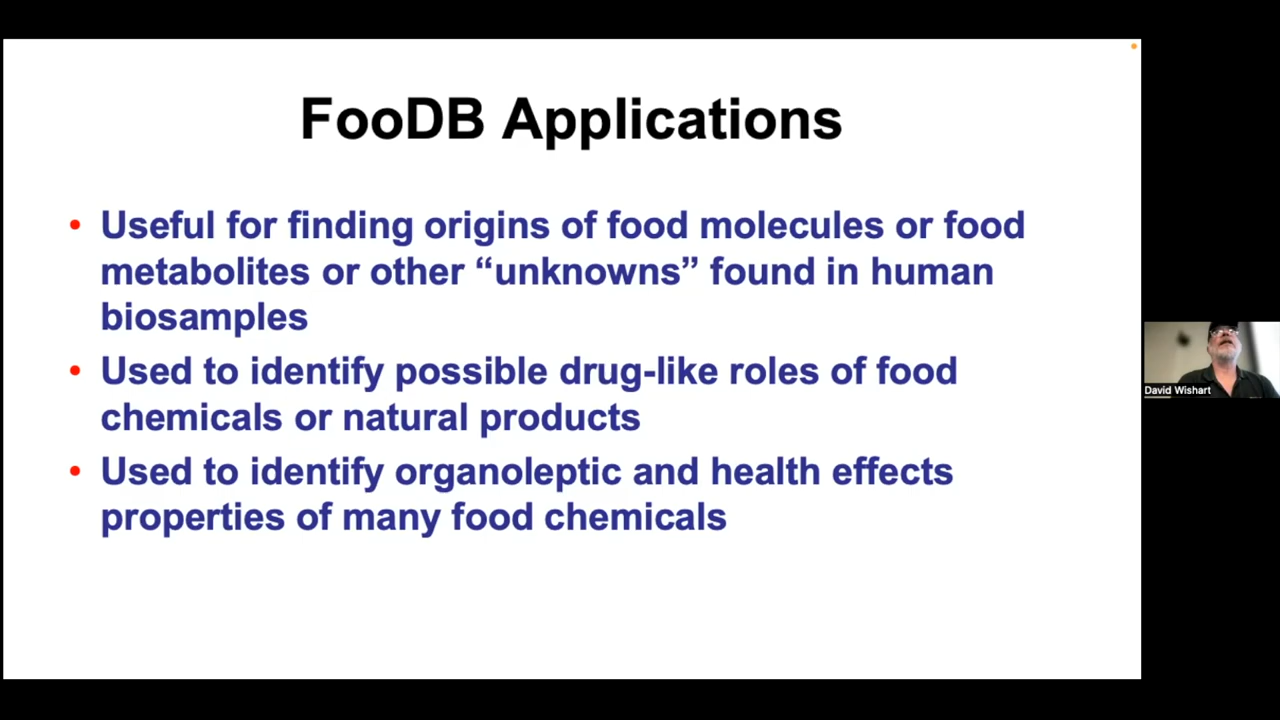 FooDB Applications
• Useful for finding origins of food molecules or food
metabolites or other “unknowns” found in human
biosamples
• Used to identify possible drug-like roles of food
chemicals or natural products
• Used to identify organoleptic and health effects
properties of many food chemicals
David Wishart